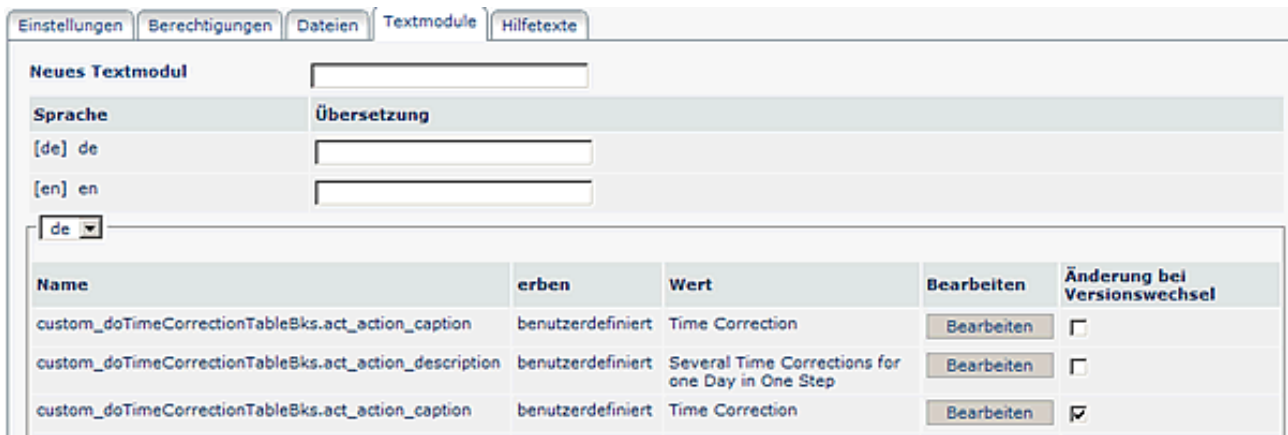 Einstellungen Berechtigungen Dateien Textmodule Hilfetexte
Neues Textmodul
Sprache Übersetzung
[de] de
[en] en
de
Name erben Wert Bearbeiten Änderung bei Versionswechsel
custom_doTimeCorrectionTableBks.act_action_caption benutzerdefiniert Time Correction Bearbeiten
custom_doTimeCorrectionTableBks.act_action_description benutzerdefiniert Several Time Corrections for one Day in One Step Bearbeiten
custom_doTimeCorrectionTableBks.act_action_caption benutzerdefiniert Time Correction Bearbeiten